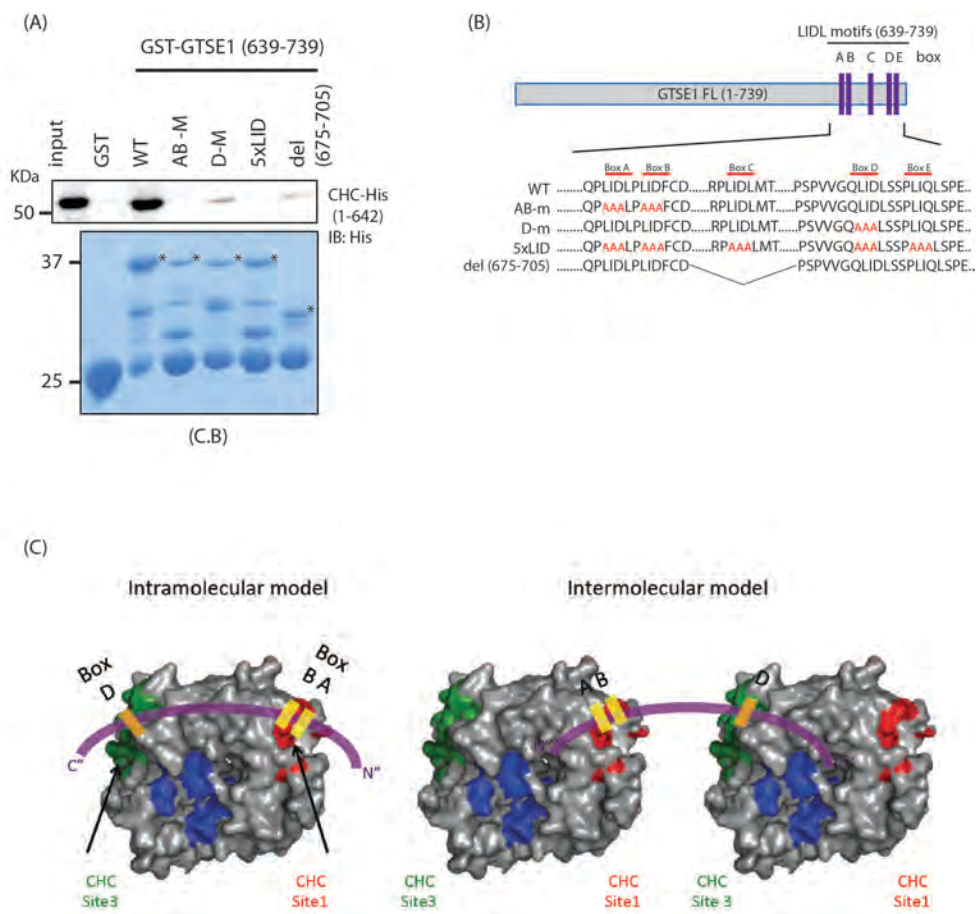 (A)
GST-GTSE1 (639-739)
input
GST
WT
AB-M
D-M
5xLID
del
(675-705)
KDa
50
CHC-His
(1-642)
IB: His
37
25
* * * *
*
(C.B)
(B)
LIDL motifs (639-739)
A B C D E box
GTSE1 FL (1-739)
Box A Box B Box C Box D Box E
WT ......QPLIDLPLIDFCD...RPLIDLMT.....PSPVVGQLIDLSSPLIQLSPE..
AB-m ......QPAAALPAAAFCD...RPLIDLMT.....PSPVVGQLIDLSSPLIQLSPE..
D-m ......QPLIDLPLIDFCD...RPLIDLMT.....PSPVVGQAAALSSPLIQLSPE..
5xLID ......QPAAALPAAAFCD...RPAAALMT.....PSPVVGQAAALSSPAAALSPE..
del (675-705) ......QPLIDLPLIDFCD PSPVVGQLIDLSSPLIQLSPE..
(C)
Intramolecular model
Intermolecular model
Box
D
Box
B A
C"
N"
A B
D
CHC
Site3
CHC
Site1
CHC
Site3
CHC
Site1
CHC
Site 3
CHC
Site1